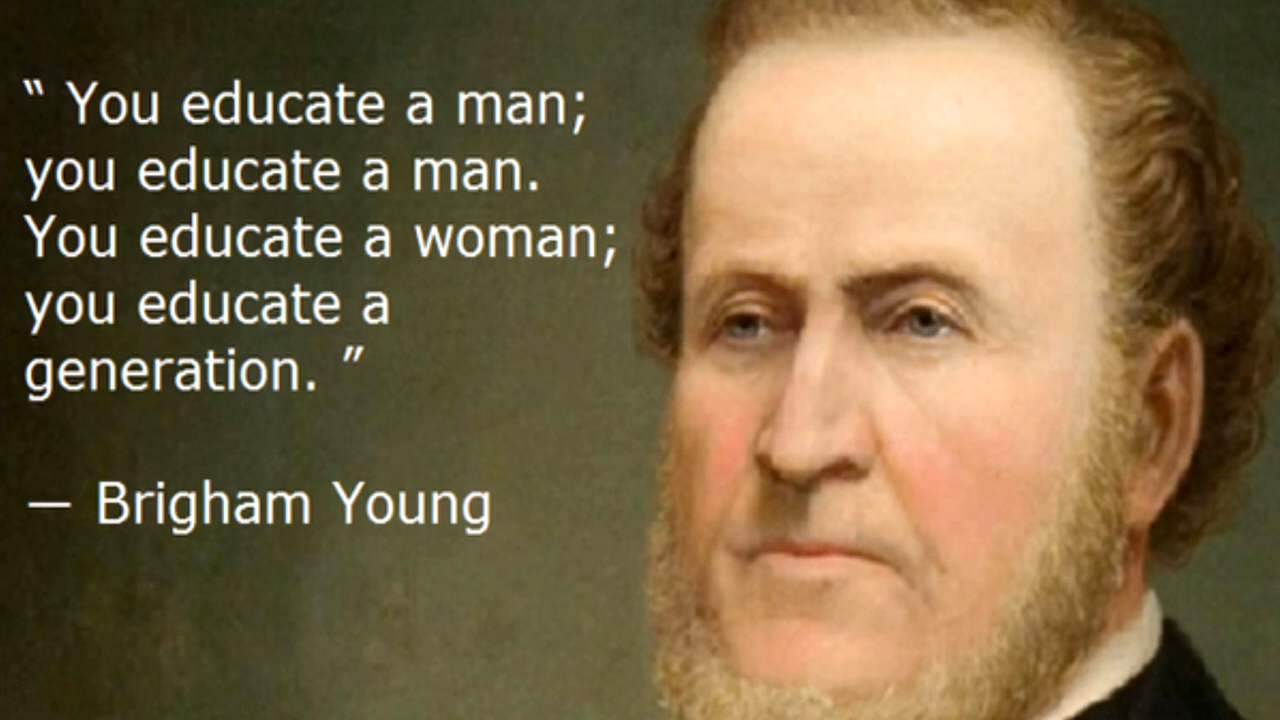 “ You educate a man;
you educate a man.
You educate a woman;
you educate a
generation. ”
— Brigham Young